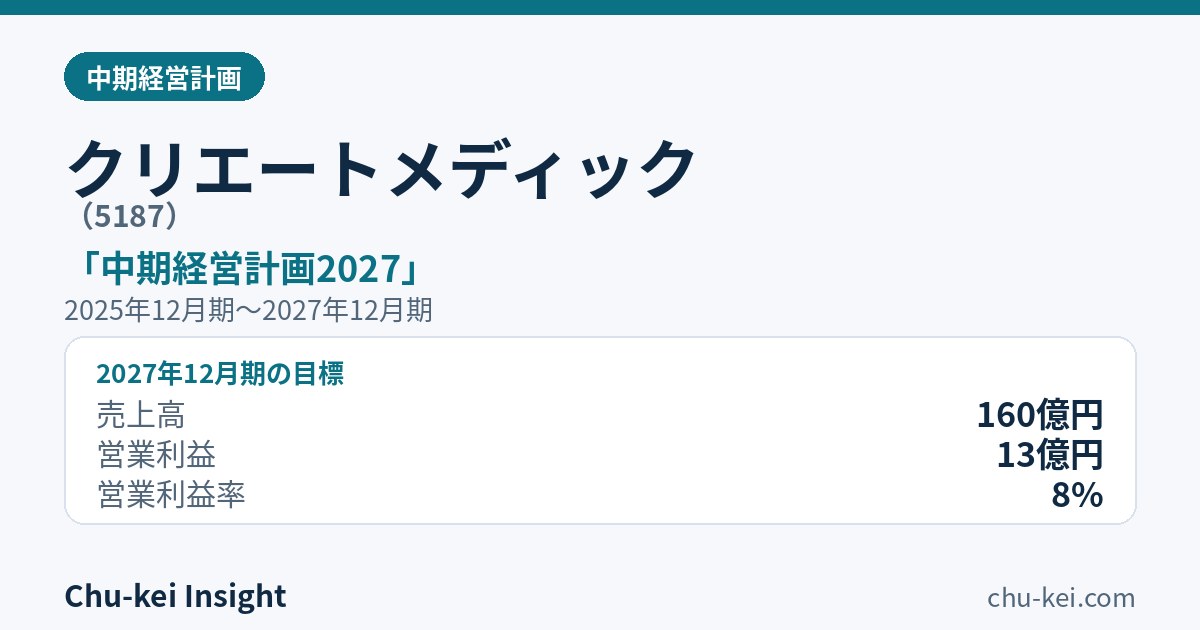 中期経営計画
クリエートメディック
（5187）
「中期経営計画2027」
2025年12月期～2027年12月期
2027年12月期の目標
売上高 160億円
営業利益 13億円
営業利益率 8%
Chu-kei Insight chu-kei.com